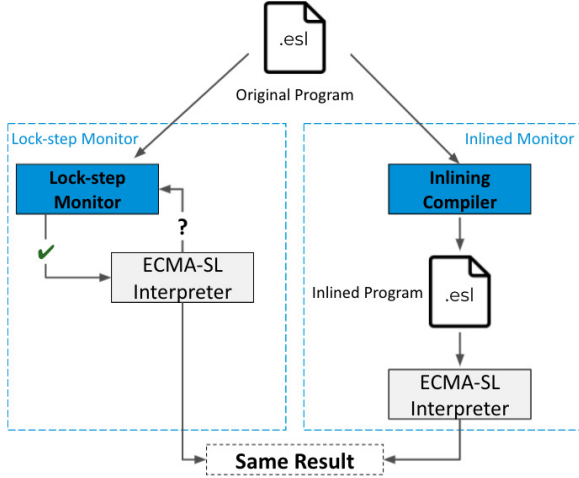 .esl
Original Program
Lock-step Monitor
Inlined Monitor
Lock-step
Monitor
Inlining
Compiler
?
ECMA-SL
Interpreter
Inlined Program
.esl
ECMA-SL
Interpreter
Same Result